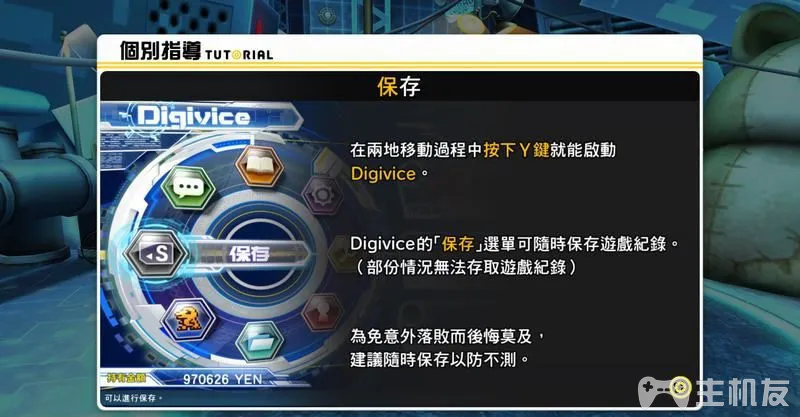 個別指導 TUTORIAL
保存
Digivice
在兩地移動過程中按下Y鍵就能啟動
Digivice。
保存
Digivice的「保存」選單可隨時保存遊戲紀錄。
(部份情況無法存取遊戲紀錄)
為免意外落敗而後悔莫及，
建議隨時保存以防不測。
持有金額 970626 YEN
可以進行保存。
主机友